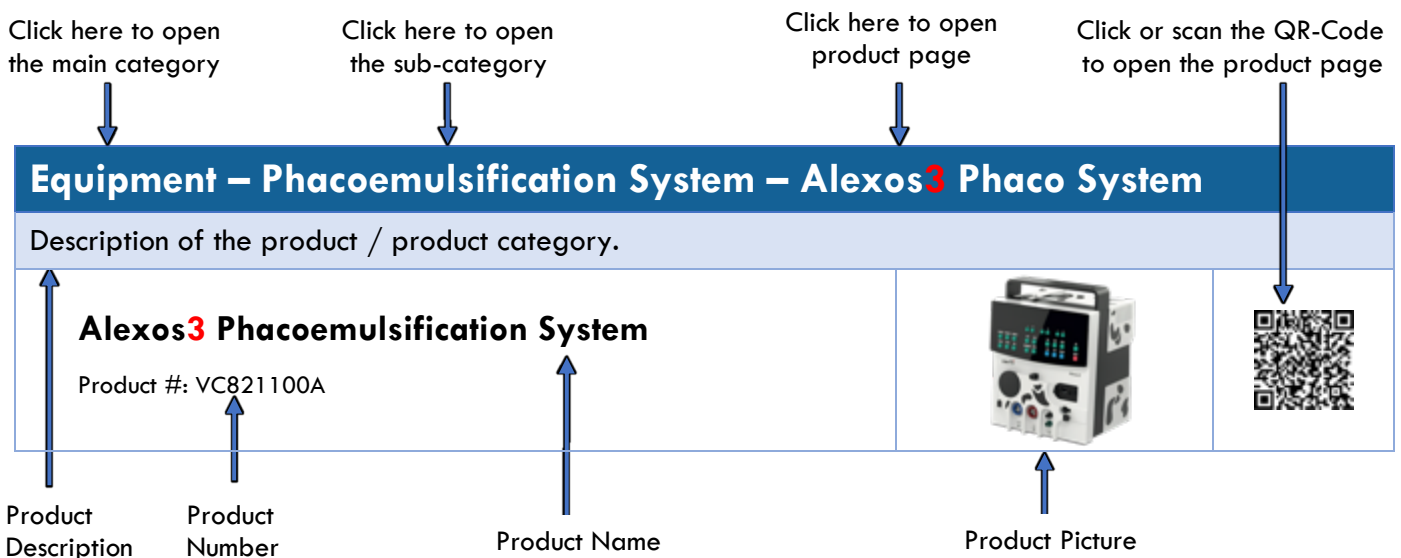 Click here to open
the main category
Click here to open
the sub-category
Click here to open
product page
Click or scan the QR-Code
to open the product page
Equipment – Phacoemulsification System – Alexos3 Phaco System
Description of the product / product category.
Alexos3 Phacoemulsification System
Product #: VC821100A
Product
Description
Product
Number
Product Name
Product Picture